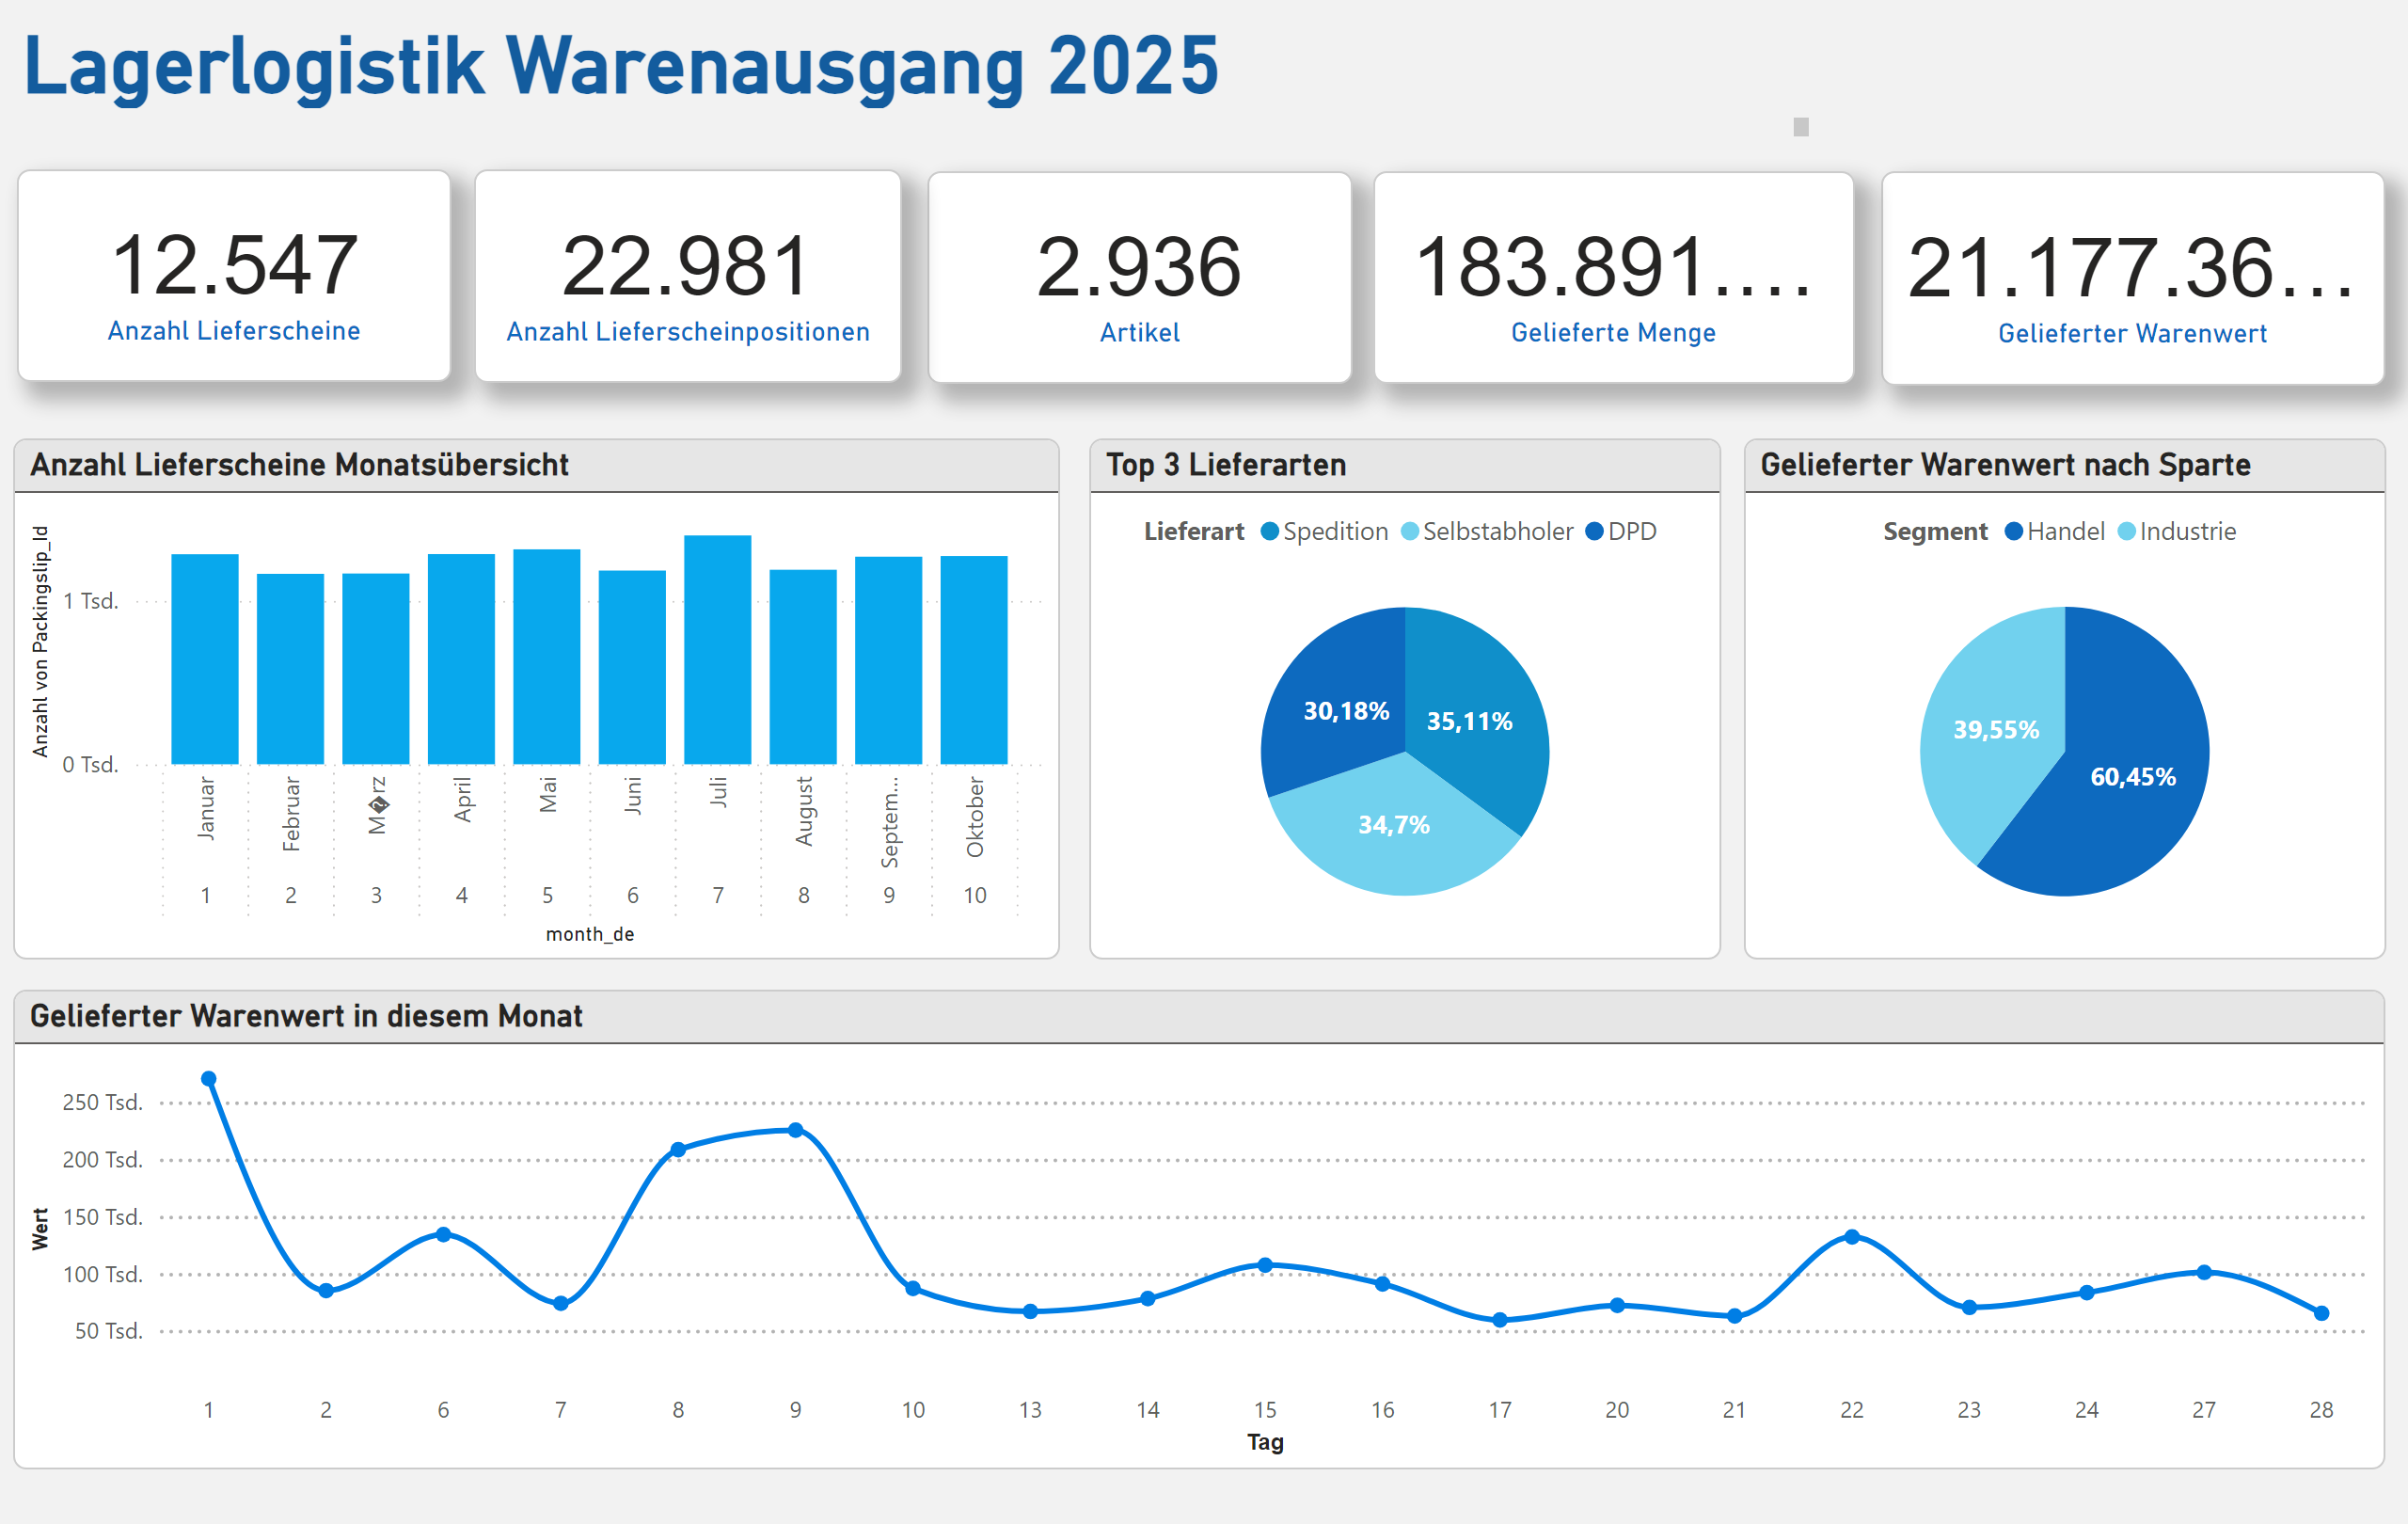 Lagerlogistik Warenausgang 2025
12.547
Anzahl Lieferscheine
22.981
Anzahl Lieferscheinpositionen
2.936
Artikel
183.891....
Gelieferte Menge
21.177.36...
Gelieferter Warenwert
Anzahl Lieferscheine Monatsübersicht
Anzahl von Packingslip_Id
1 Tsd.
0 Tsd.
Januar Februar M�rz April Mai Juni Juli August Septem... Oktober
1 2 3 4 5 6 7 8 9 10
month_de
Top 3 Lieferarten
Lieferart Spedition Selbstabholer DPD
30,18%
35,11%
34,7%
Gelieferter Warenwert nach Sparte
Segment Handel Industrie
39,55%
60,45%
Gelieferter Warenwert in diesem Monat
Wert
250 Tsd.
200 Tsd.
150 Tsd.
100 Tsd.
50 Tsd.
1 2 6 7 8 9 10 13 14 15 16 17 20 21 22 23 24 27 28
Tag